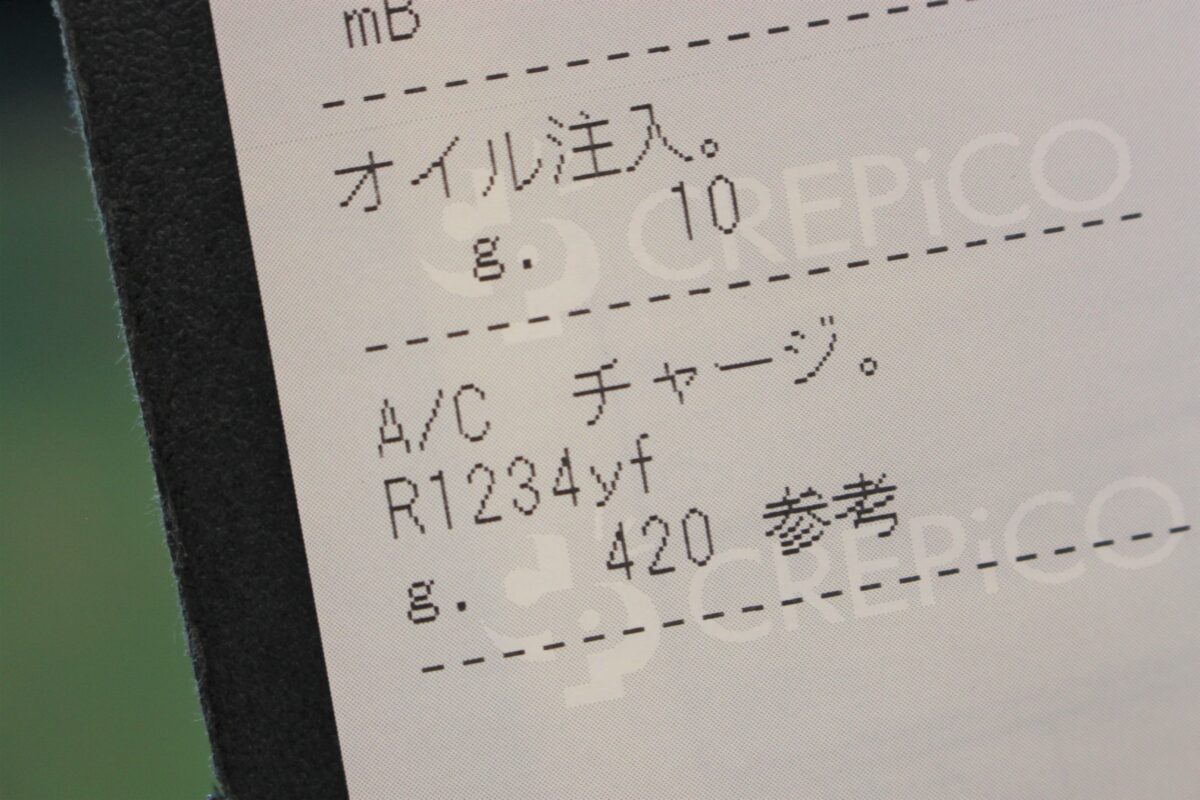 mB
オイル注入。
g. 10
CREPiCO
A/C チャージ。
R1234yf
g. 420 参考
CREPiCO